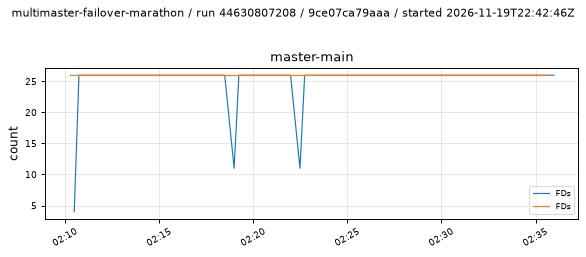 multimaster-failover-marathon / run 44630807208 / 9ce07ca79aaa / started 2026-11-19T22:42:46Z
master-main
count
25
20
15
10
5
02:10
02:15
02:20
02:25
02:30
02:35
FDs
FDs